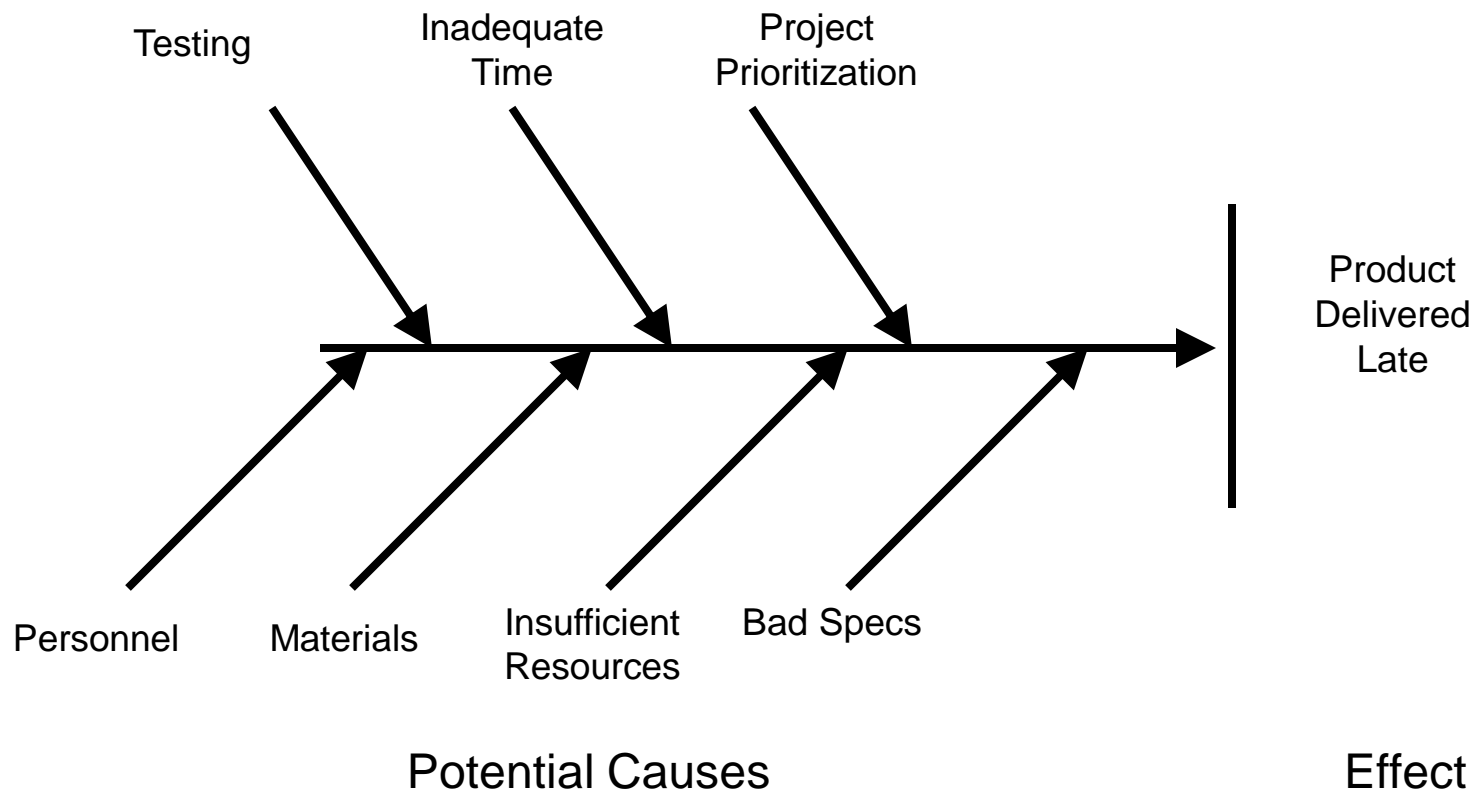 Testing
Inadequate
Time
Project
Prioritization
Product
Delivered
Late
Personnel
Materials
Insufficient
Resources
Bad Specs
Potential Causes
Effect